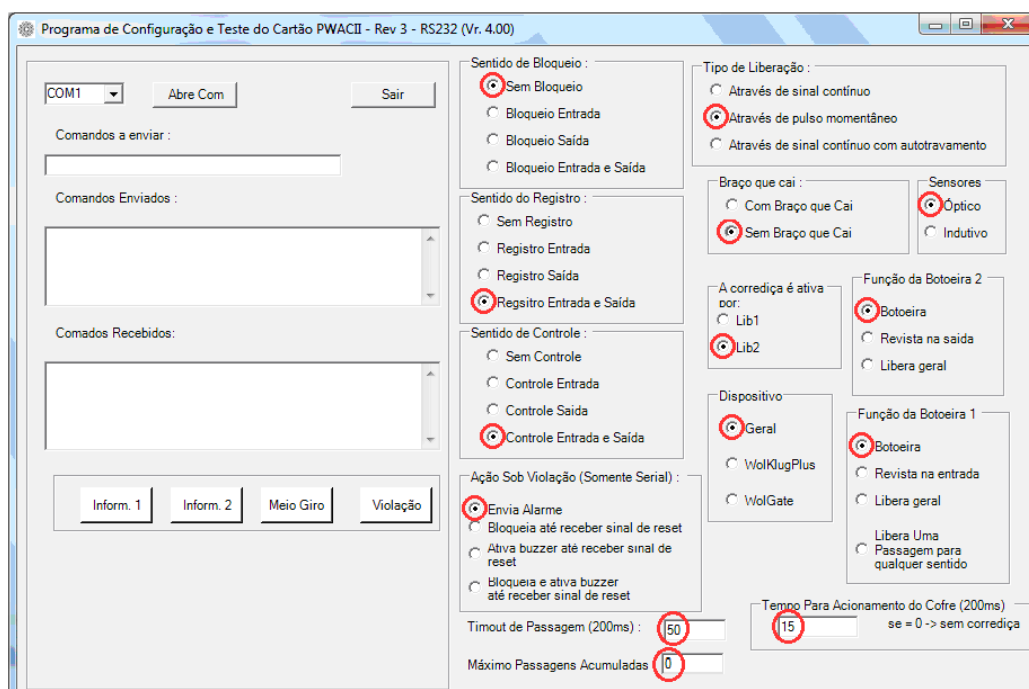 Programa de Configuração e Teste do Cartão PWACII - Rev 3 - RS232 (Vr. 4.00)
COM1
Abre Com
Sair
Comandos a enviar :
Comandos Enviados :
Comados Recebidos:
Inform. 1
Inform. 2
Meio Giro
Violação
Sentido de Bloqueio :
Sem Bloqueio
Bloqueio Entrada
Bloqueio Saída
Bloqueio Entrada e Saída
Sentido do Registro :
Sem Registro
Registro Entrada
Registro Saída
Regsitro Entrada e Saída
Sentido de Controle :
Sem Controle
Controle Entrada
Controle Saida
Controle Entrada e Saída
Ação Sob Violação (Somente Serial) :
Envia Alarme
Bloqueia até receber sinal de reset
Ativa buzzer até receber sinal de
reset
Bloqueia e ativa buzzer
até receber sinal de reset
Timout de Passagem (200ms) :
50
Máximo Passagens Acumuladas
0
Tipo de Liberação :
Através de sinal contínuo
Através de pulso momentâneo
Através de sinal contínuo com autotravamento
Braço que cai :
Com Braço que Cai
Sem Braço que Cai
Sensores
Óptico
Indutivo
A corrediça é ativa
por:
Lib1
Lib2
Função da Botoeira 2
Botoeira
Revista na saida
Libera geral
Dispositivo
Geral
WolKlugPlus
WolGate
Função da Botoeira 1
Botoeira
Revista na entrada
Libera geral
Libera Uma
Passagem para
qualquer sentido
Tempo Para Acionamento do Cofre (200ms)
15
se = 0 -> sem corrediça